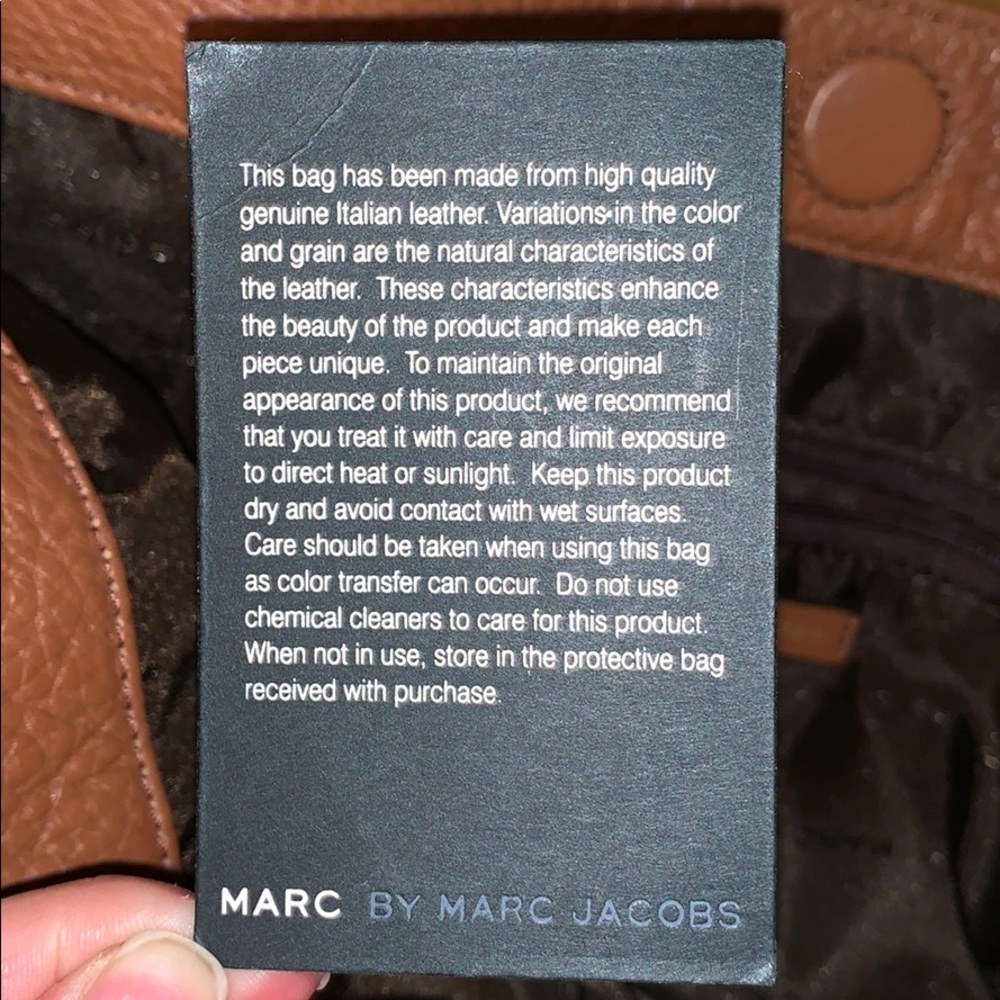 This bag has been made from high quality
genuine Italian leather. Variations in the color
and grain are the natural characteristics of
the leather. These characteristics enhance
the beauty of the product and make each
piece unique. To maintain the original
appearance of this product, we recommend
that you treat it with care and limit exposure
to direct heat or sunlight. Keep this product
dry and avoid contact with wet surfaces.
Care should be taken when using this bag
as color transfer can occur. Do not use
chemical cleaners to care for this product.
When not in use, store in the protective bag
received with purchase.
MARC BY MARC JACOBS